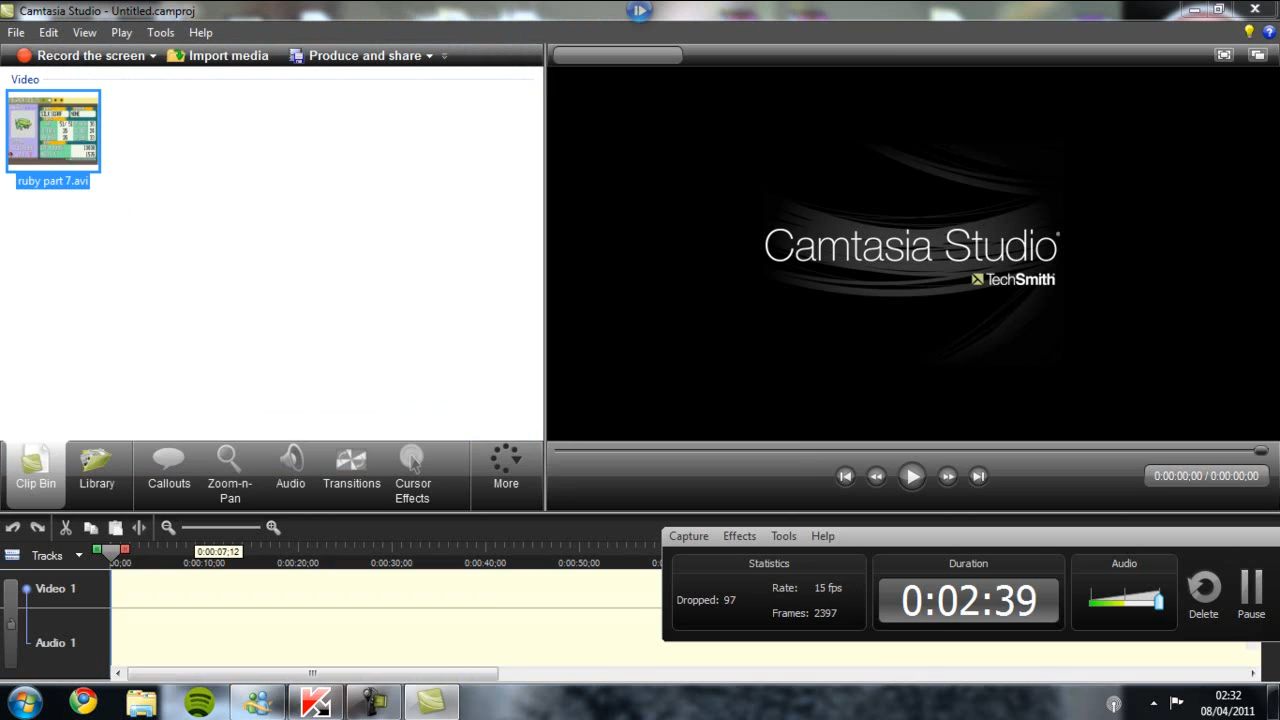 Camtasia Studio - Untitled.camproj
File Edit View Play Tools Help
Record the screen Import media Produce and share
Video
ruby part 7.avi
Camtasia Studio®
TechSmith
Clip Bin Library Callouts Zoom-n-Pan Audio Transitions Cursor Effects More
0:00:00;00 / 0:00:00;00
Capture Effects Tools Help
0:00:07;12
Tracks
0:00:10;00 0:00:20;00 0:00:30;00 0:00:40;00 0:00:50;00
Statistics Duration Audio
Video 1
Rate: 15 fps
Dropped: 97
Frames: 2397
0:02:39
Delete Pause
Audio 1
02:32
08/04/2011